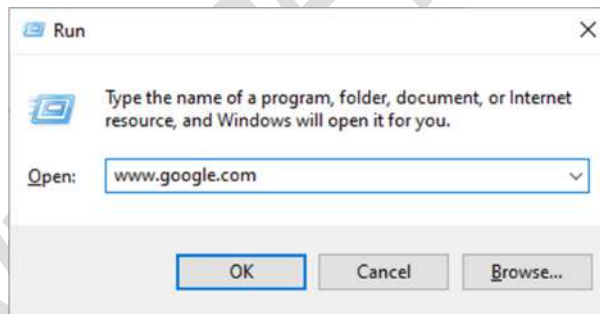 Run
Type the name of a program, folder, document, or Internet
resource, and Windows will open it for you.
Open: www.google.com
OK Cancel Browse...